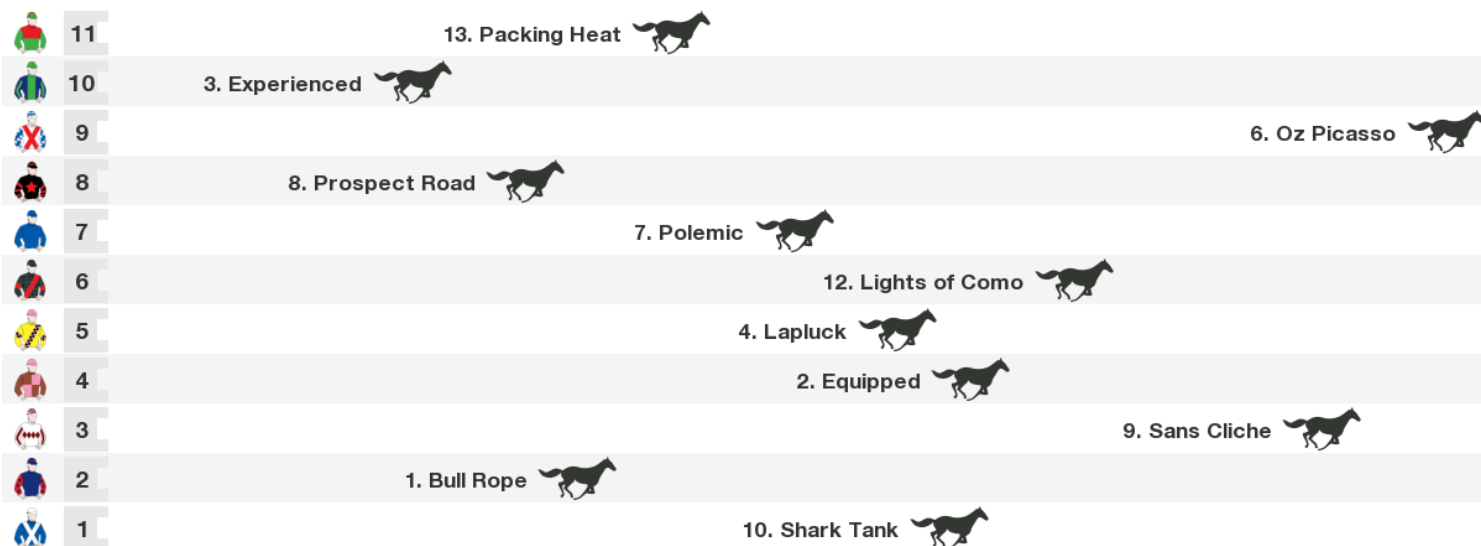 11 13. Packing Heat
10 3. Experienced
9 6. Oz Picasso
8 8. Prospect Road
7 7. Polemic
6 12. Lights of Como
5 4. Lapluck
4 2. Equipped
3 9. Sans Cliche
2 1. Bull Rope
1 10. Shark Tank